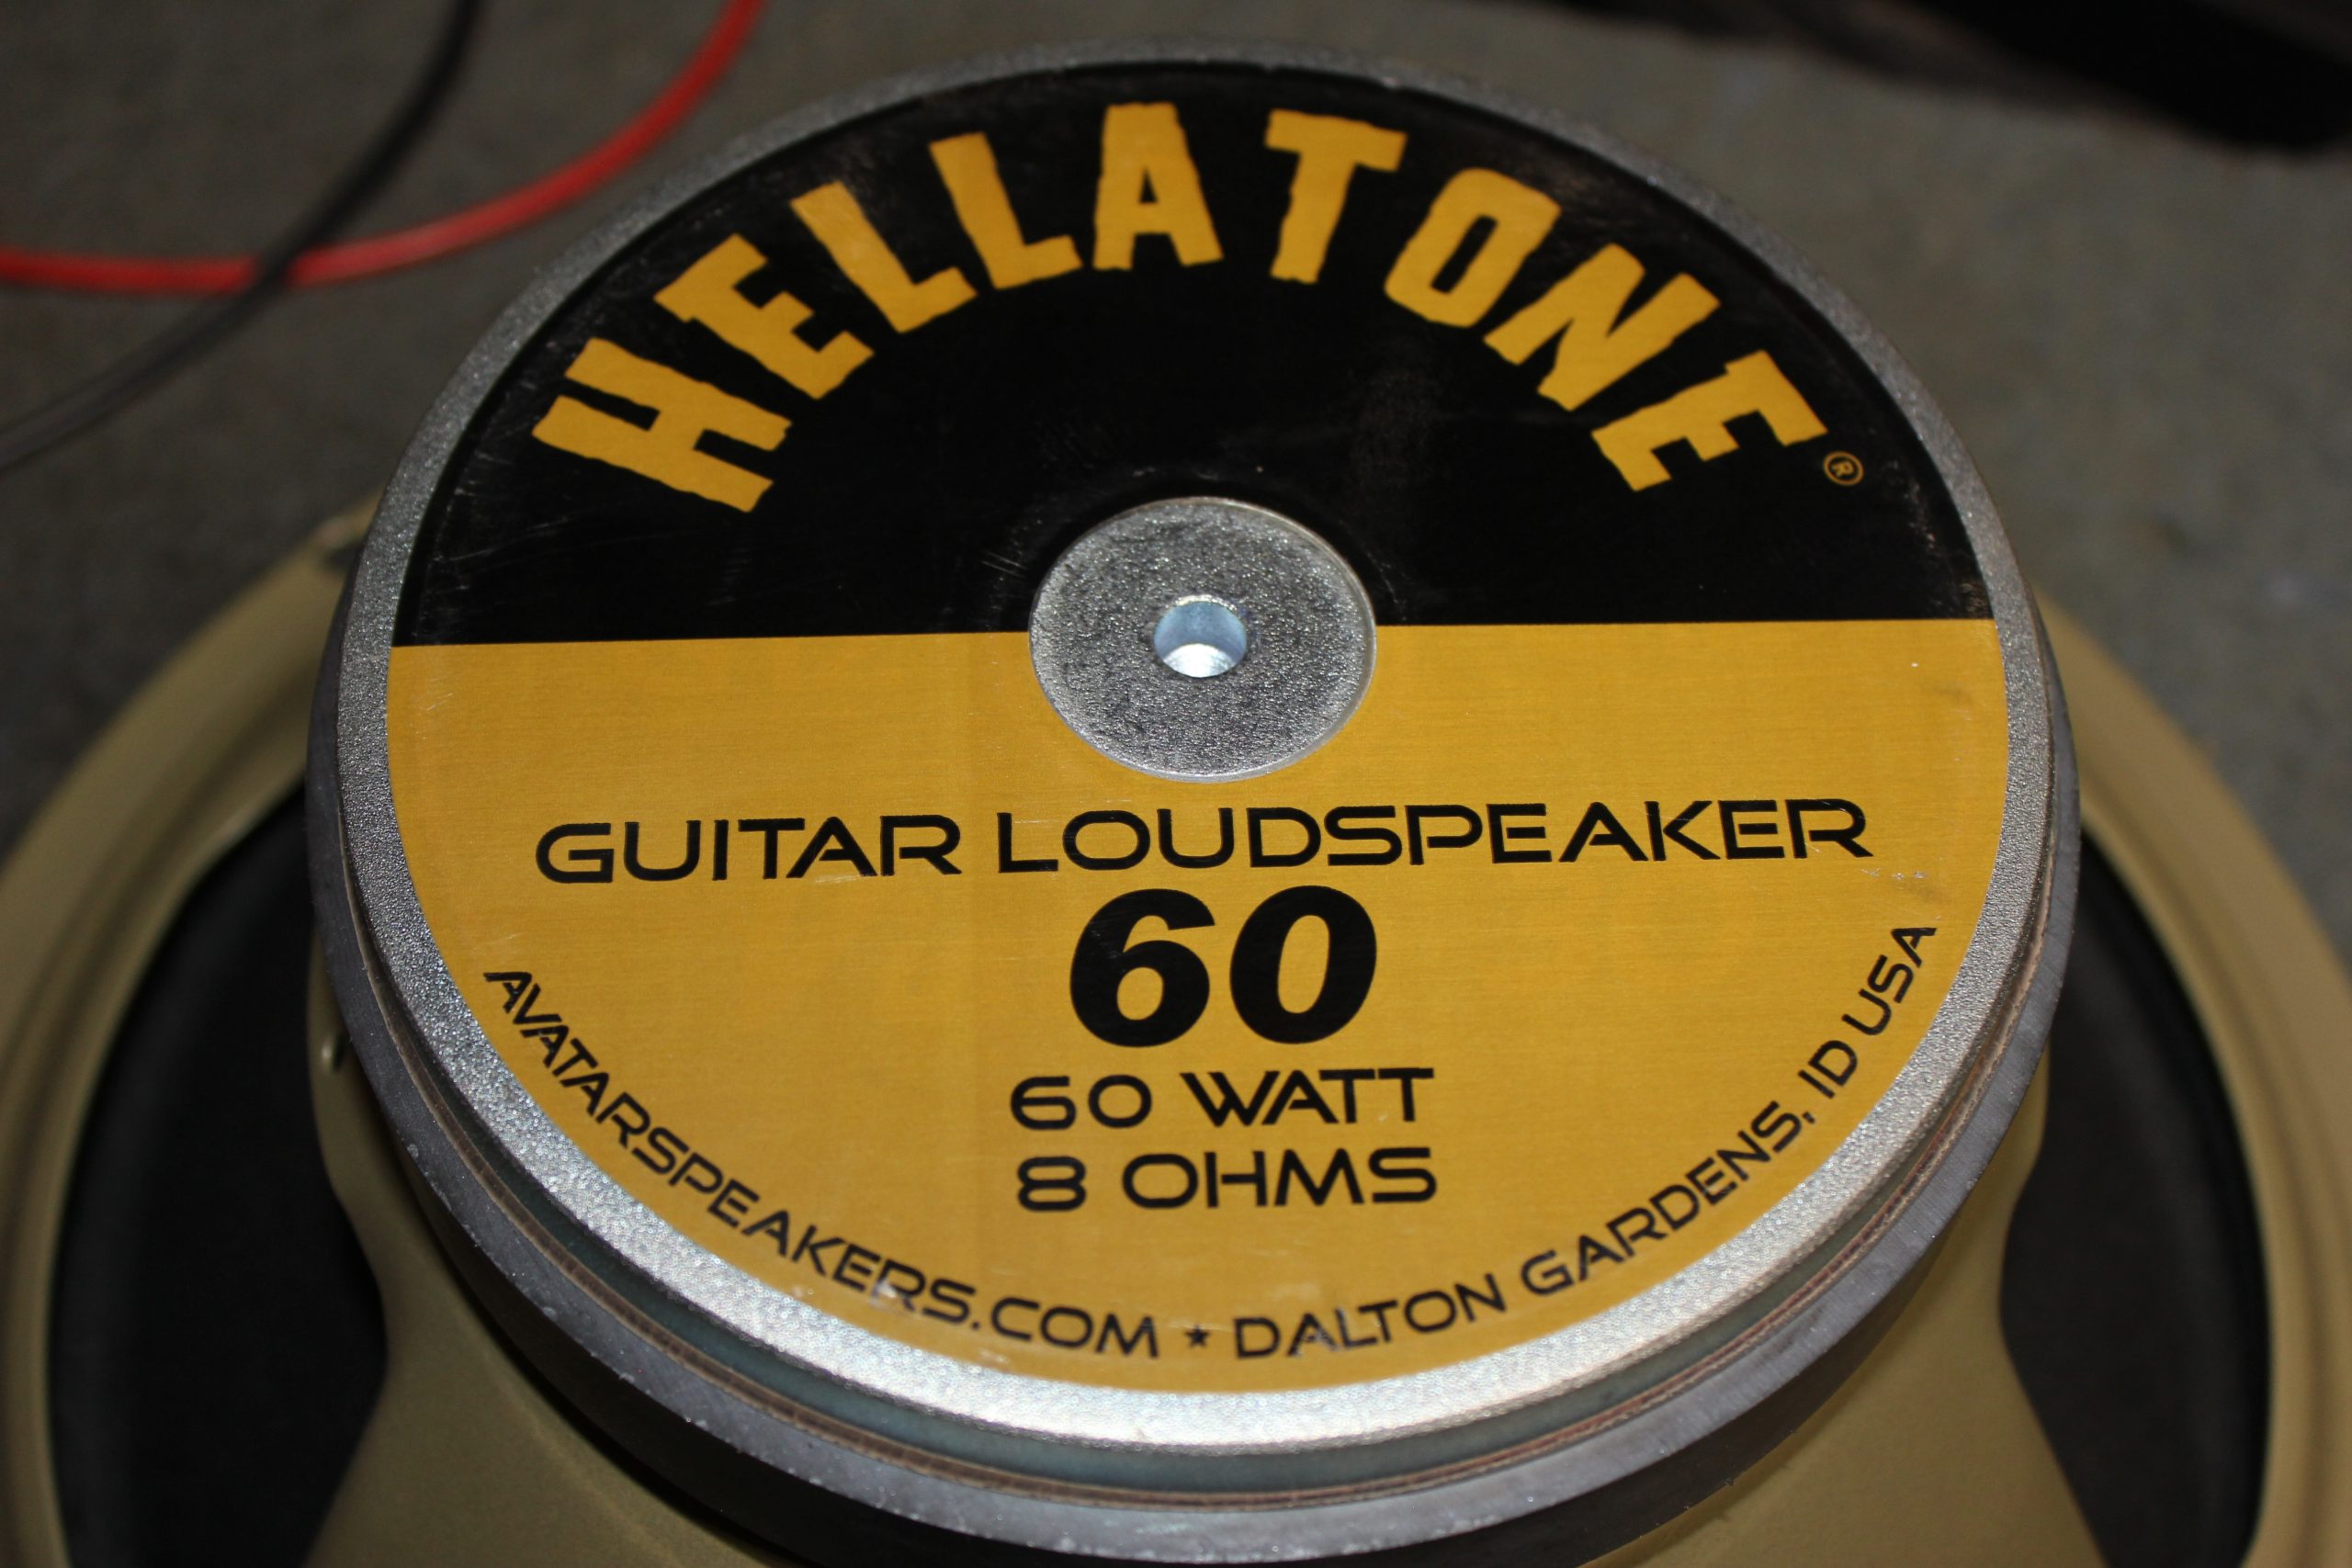 HELLATONE®
GUITAR LOUDSPEAKER
60
60 WATT
8 OHMS
AVATARSPEAKERS.COM ★ DALTON GARDENS, ID USA